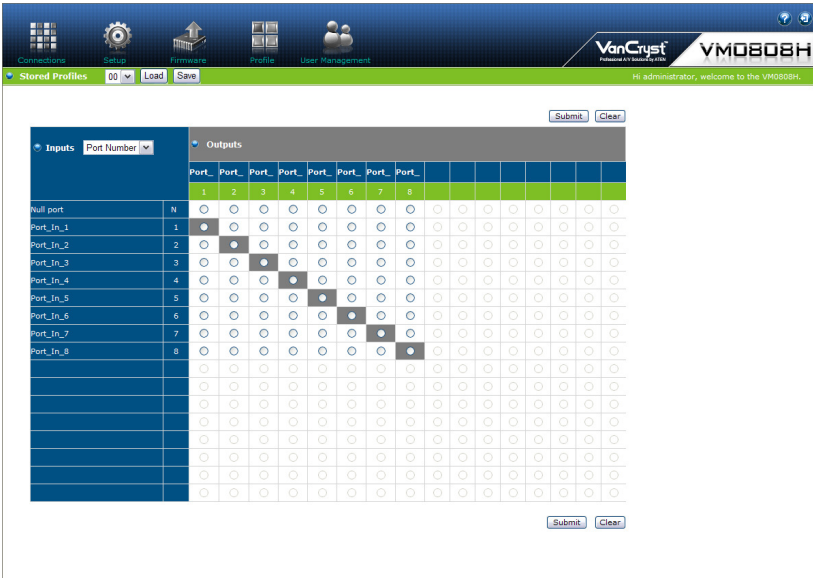 Connections Setup Firmware Profile User Management
VanCryst™
Professional A/V Solutions by ATEN
VM0808H
Stored Profiles 00 Load Save
Hi administrator, welcome to the VM0808H.
Submit Clear
Inputs Port Number
Outputs
Port_ Port_ Port_ Port_ Port_ Port_ Port_ Port_
1 2 3 4 5 6 7 8
Null port N
Port_In_1 1
Port_In_2 2
Port_In_3 3
Port_In_4 4
Port_In_5 5
Port_In_6 6
Port_In_7 7
Port_In_8 8
Submit Clear